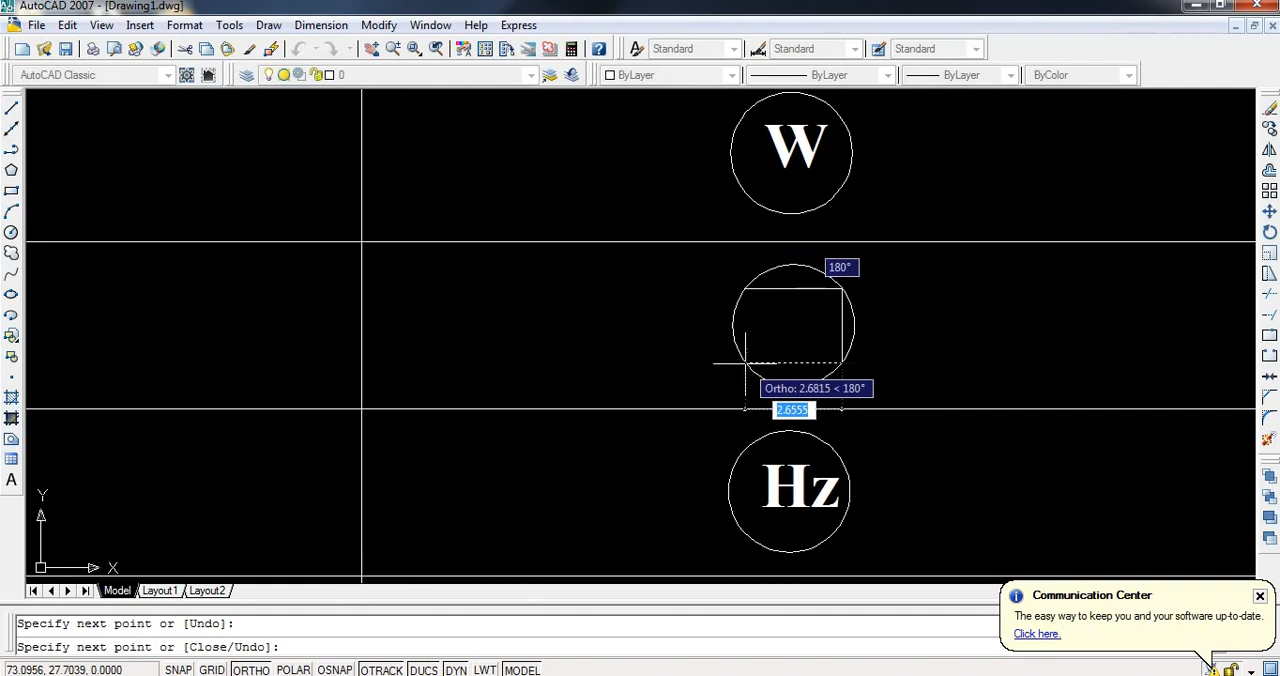 AutoCAD 2007 - [Drawing1.dwg]
File Edit View Insert Format Tools Draw Dimension Modify Window Help Express
Standard Standard Standard
AutoCAD Classic 0 ByLayer ByLayer ByLayer ByColor
W
180°
Ortho: 2.6815 < 180°
2.6555
Hz
Y
X
Model Layout1 Layout2
Communication Center
The easy way to keep you and your software up-to-date.
Click here.
Specify next point or [Undo]:
Specify next point or [Close/Undo]:
73.0956, 27.7039, 0.0000 SNAP GRID ORTHO POLAR OSNAP OTRACK DUCS DYN LWT MODEL